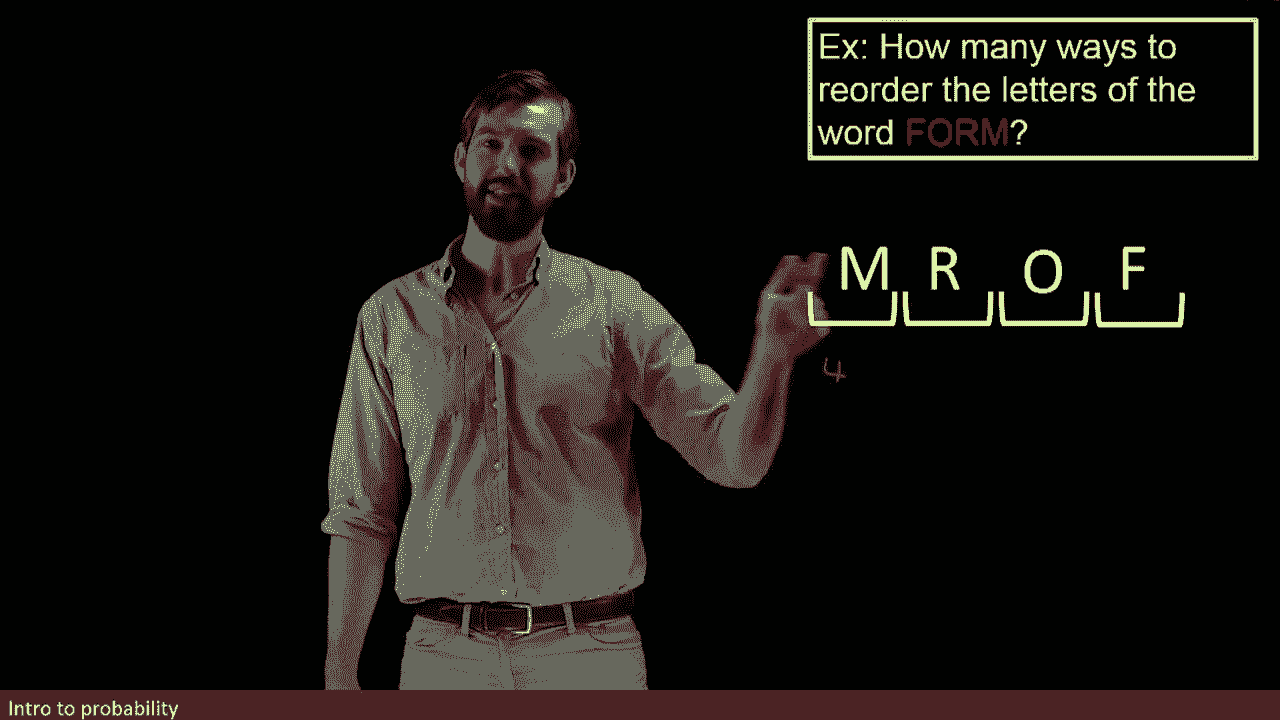 Ex: How many ways to
reorder the letters of the
word FORM?
M R O F
4
Intro to probability